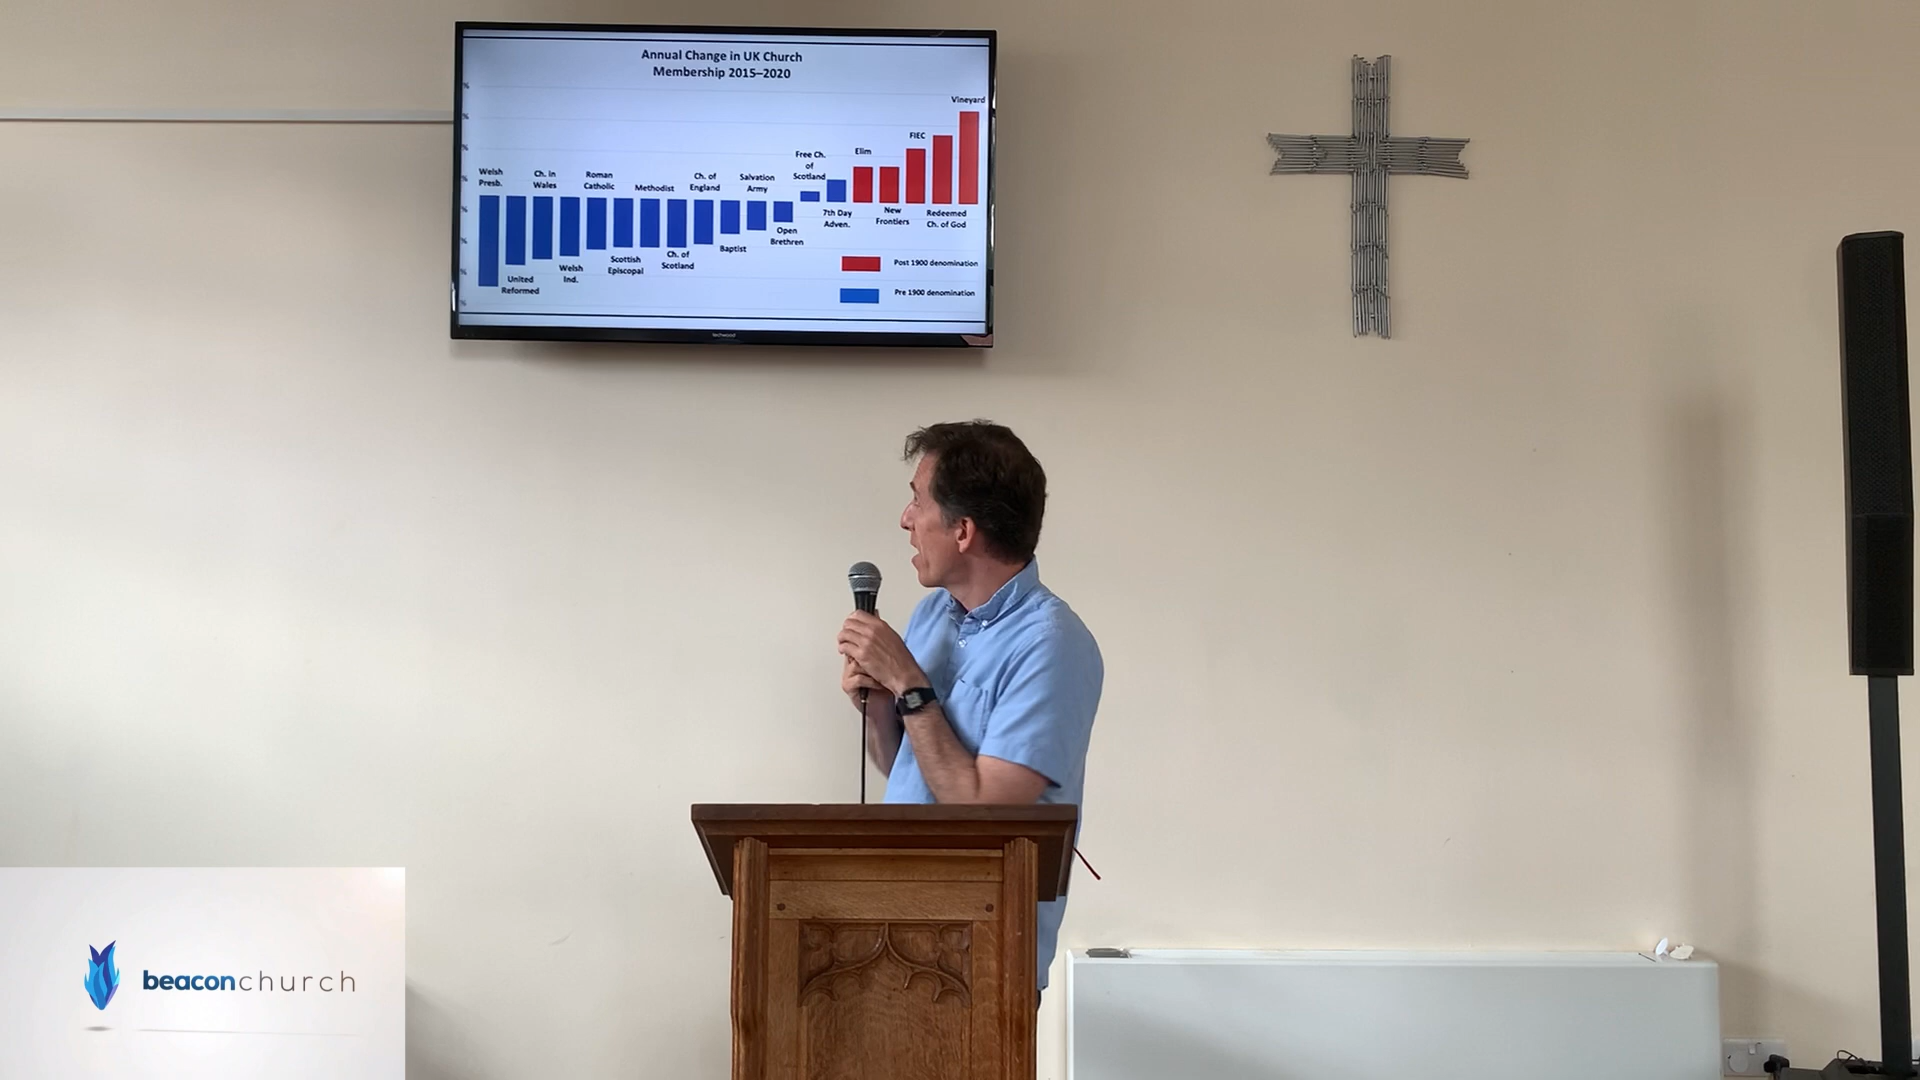 Annual Change in UK Church
Membership 2015–2020
Vineyard
FIEC
Elim
Free Ch.
of
Scotland
Welsh
Presb.
Ch. in
Wales
Roman
Catholic
Methodist
Ch. of
England
Salvation
Army
7th Day
Adven.
New
Frontiers
Redeemed
Ch. of God
Open
Brethren
Baptist
Ch. of
Scotland
Scottish
Episcopal
Welsh
Ind.
United
Reformed
Post 1900 denomination
Pre 1900 denomination
%
%
%
%
%
%
%
%
techwood
beaconchurch